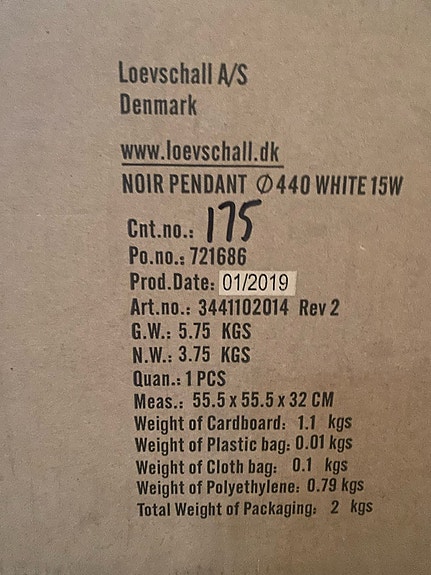 Loevschall A/S
Denmark
www.loevschall.dk
NOIR PENDANT Ø440 WHITE 15W
Cnt.no.: 175
Po.no.: 721686
Prod.Date: 01/2019
Art.no.: 3441102014 Rev 2
G.W.: 5.75 KGS
N.W.: 3.75 KGS
Quan.: 1 PCS
Meas.: 55.5 x 55.5 x 32 CM
Weight of Cardboard: 1.1 kgs
Weight of Plastic bag: 0.01 kgs
Weight of Cloth bag: 0.1 kgs
Weight of Polyethylene: 0.79 kgs
Total Weight of Packaging: 2 kgs